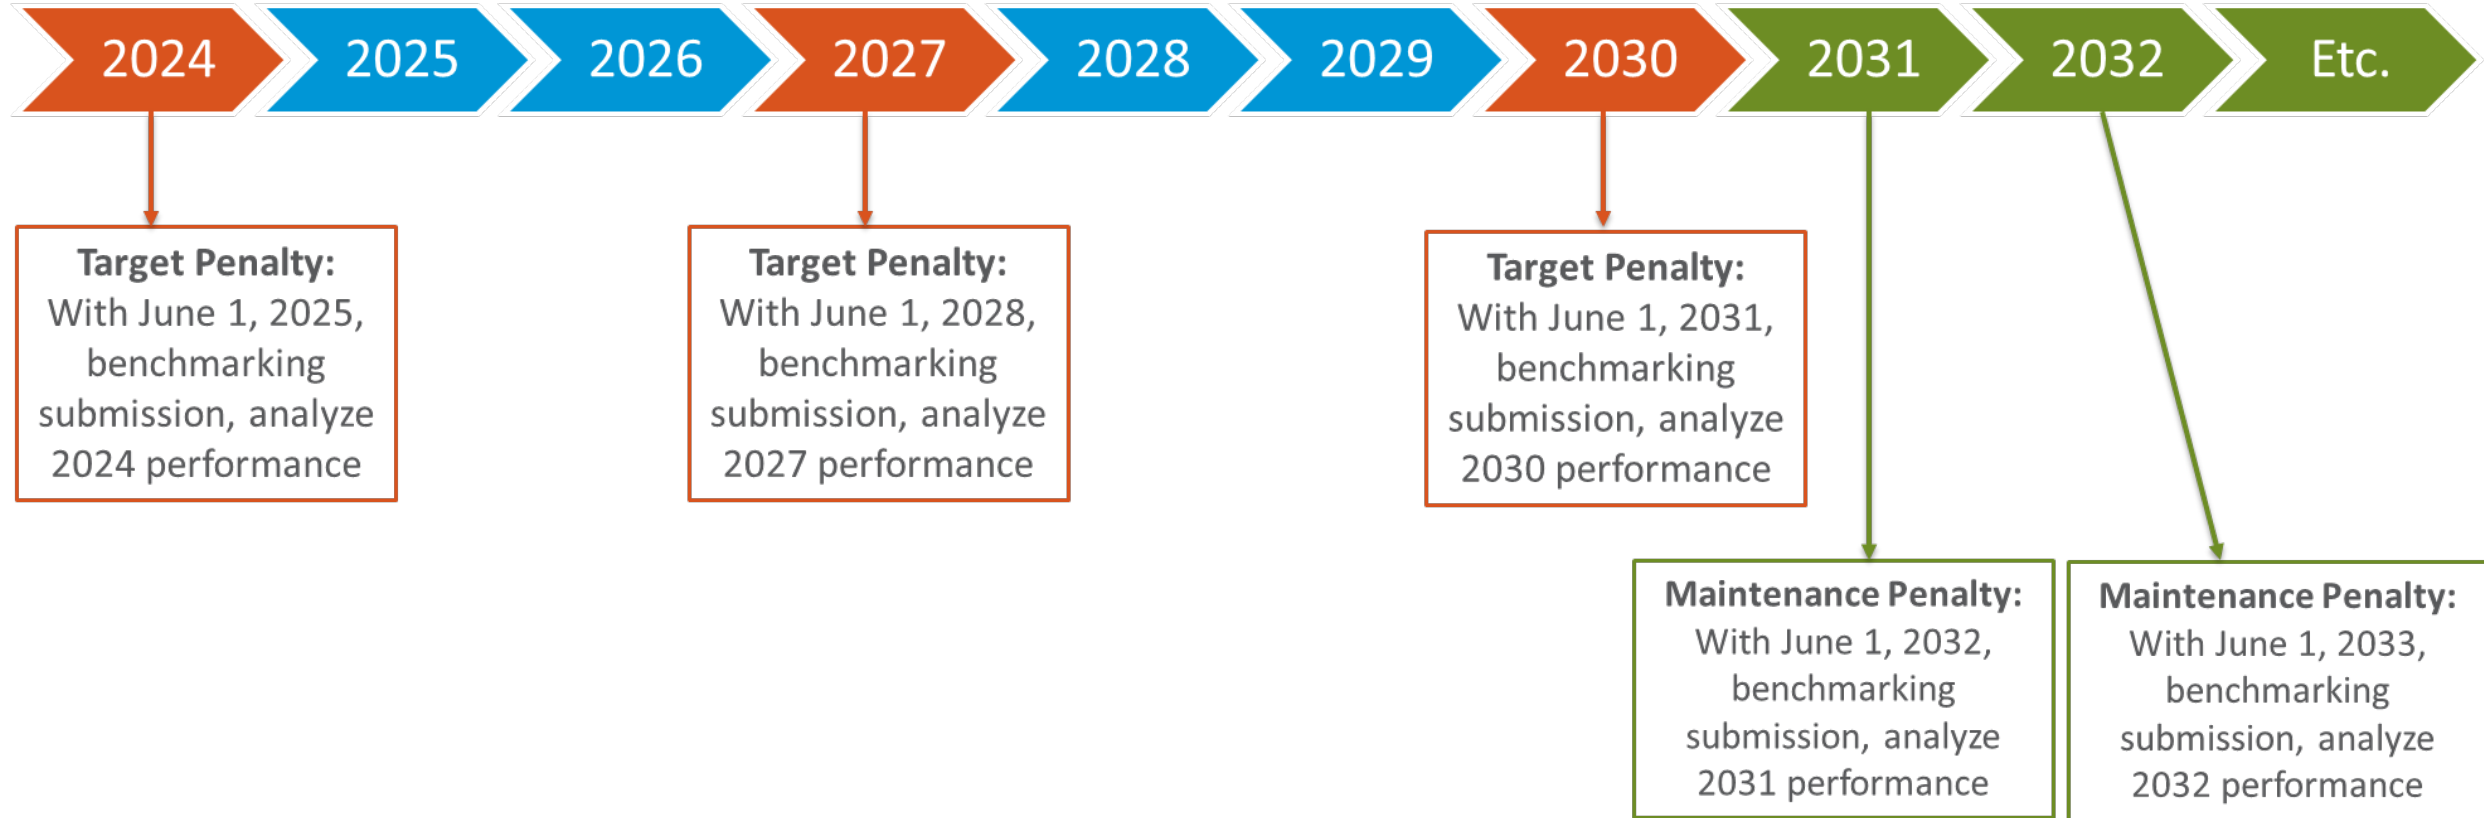 2024
2025
2026
2027
2028
2029
2030
2031
2032
Etc.
Target Penalty:
With June 1, 2025,
benchmarking
submission, analyze
2024 performance
Target Penalty:
With June 1, 2028,
benchmarking
submission, analyze
2027 performance
Target Penalty:
With June 1, 2031,
benchmarking
submission, analyze
2030 performance
Maintenance Penalty:
With June 1, 2032,
benchmarking
submission, analyze
2031 performance
Maintenance Penalty:
With June 1, 2033,
benchmarking
submission, analyze
2032 performance